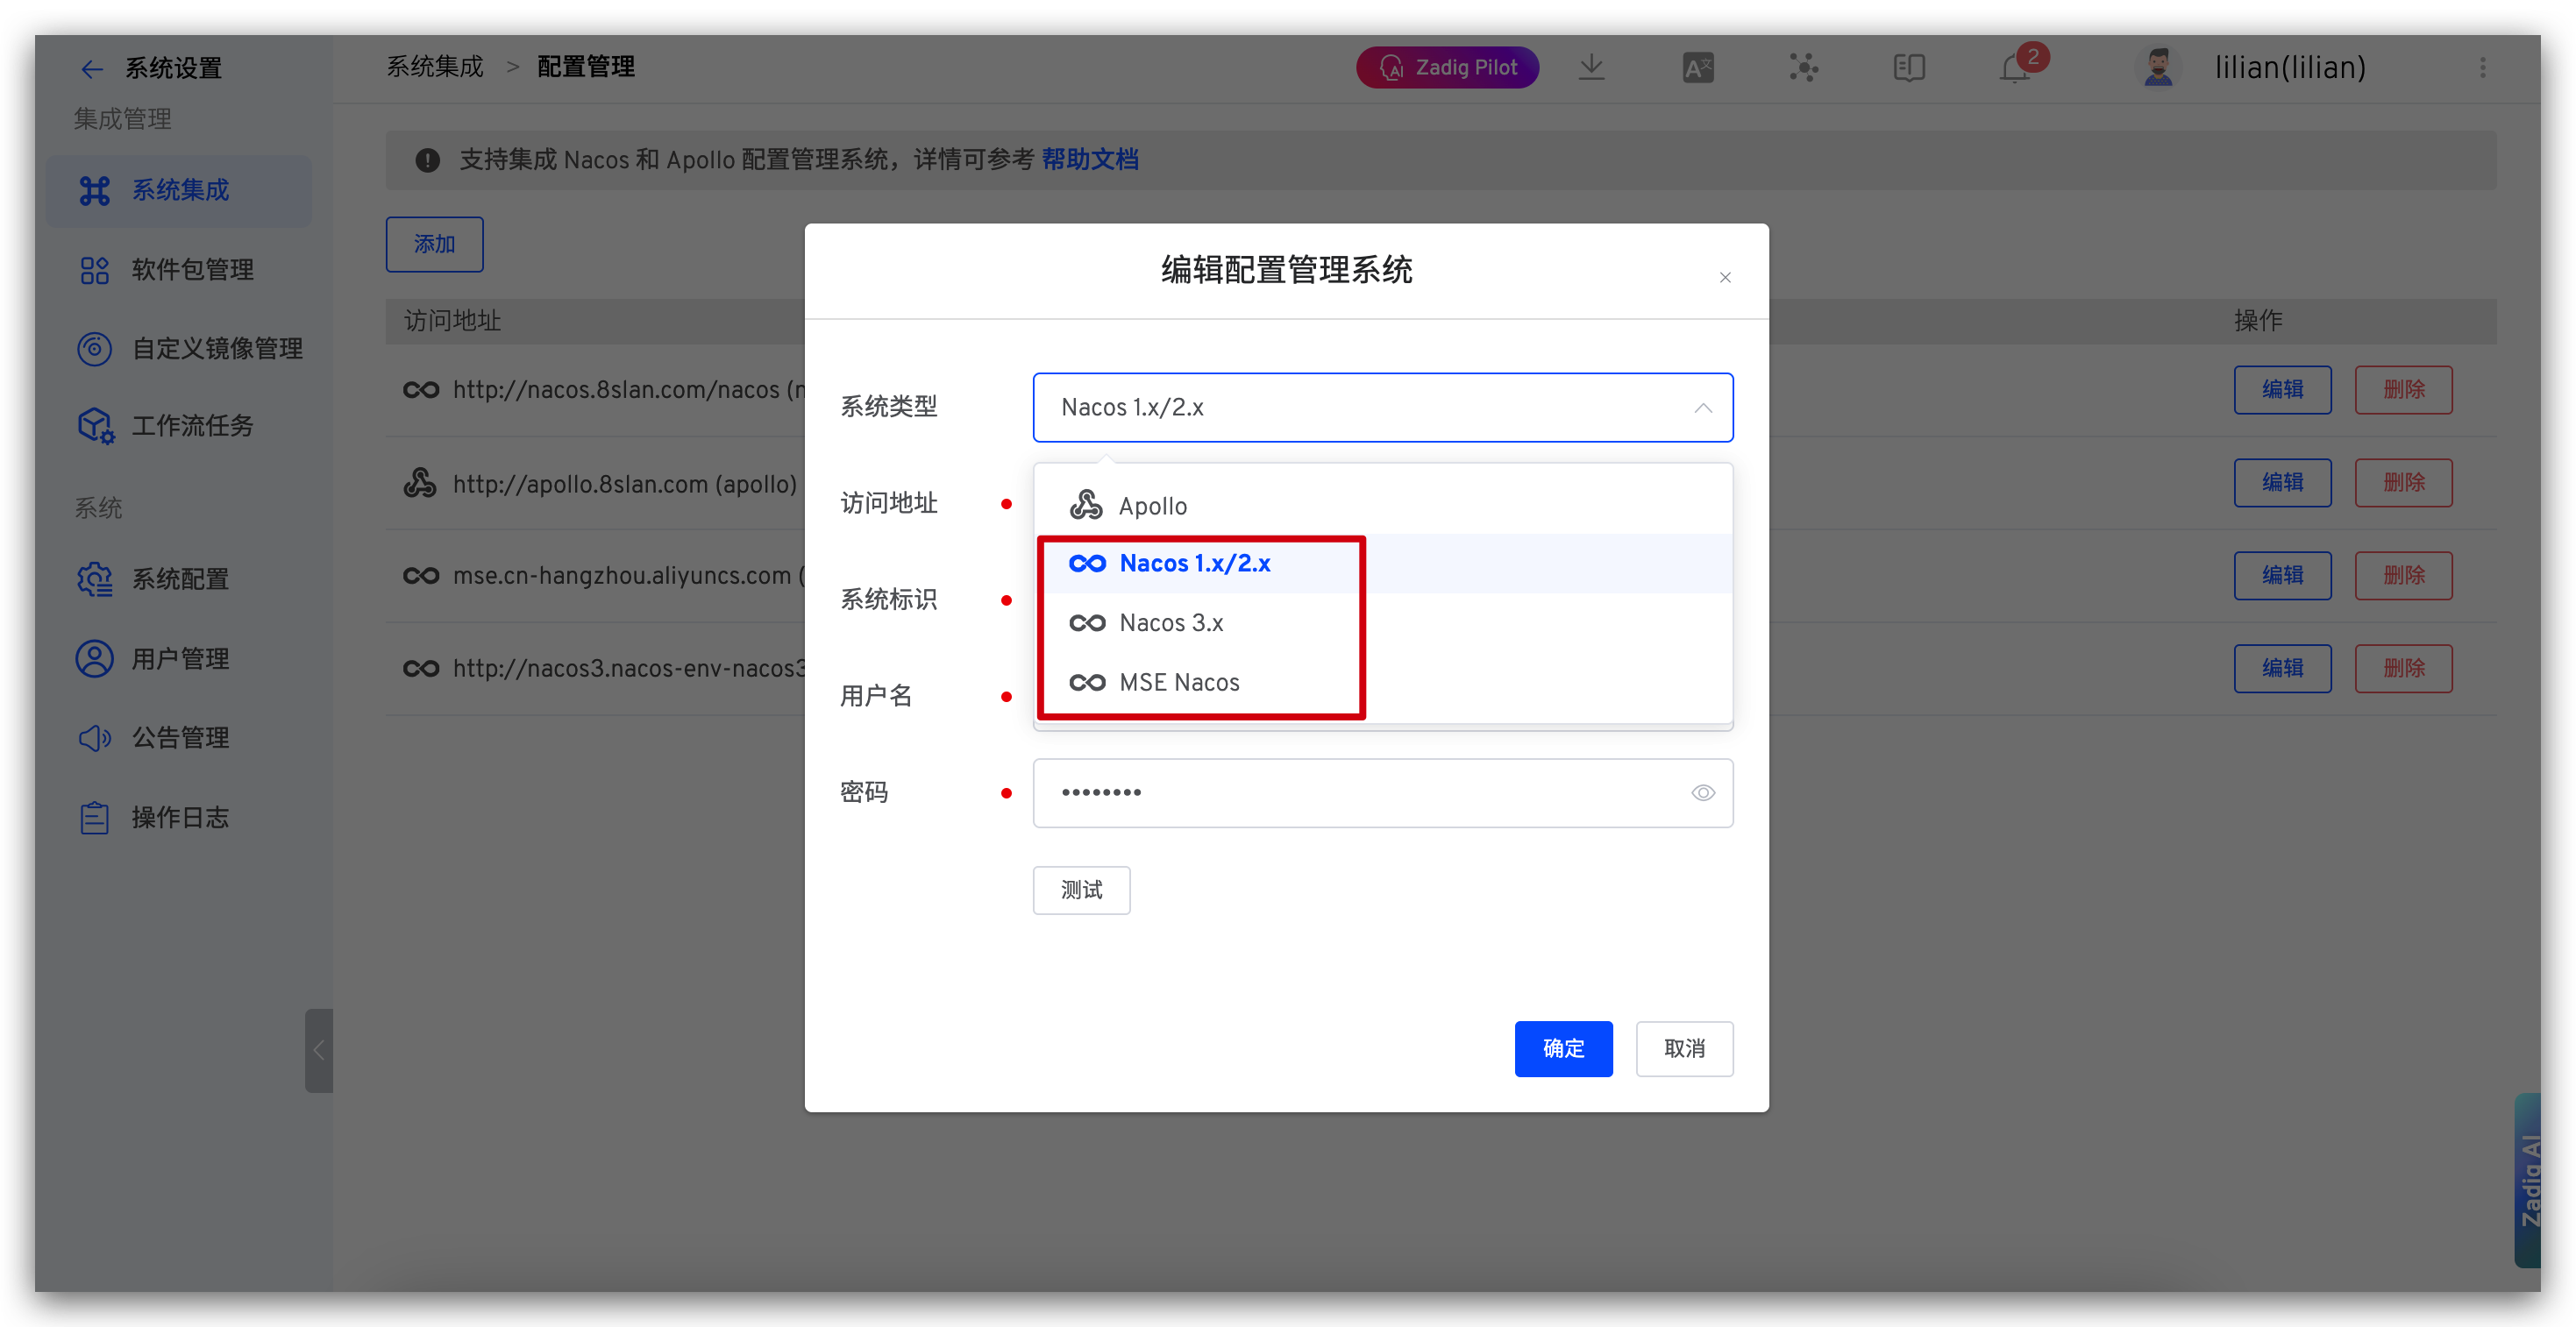 系统设置
系统集成 > 配置管理
Zadig Pilot
2
lilian(lilian)
集成管理
系统集成
软件包管理
自定义镜像管理
工作流任务
系统
系统配置
用户管理
公告管理
操作日志
支持集成 Nacos 和 Apollo 配置管理系统，详情可参考 帮助文档
添加
访问地址
操作
http://nacos.8slan.com/nacos
编辑
删除
http://apollo.8slan.com (apollo)
编辑
删除
mse.cn-hangzhou.aliyuncs.com (
编辑
删除
http://nacos3.nacos-env-nacos3
编辑
删除
编辑配置管理系统
系统类型
Nacos 1.x/2.x
访问地址
系统标识
用户名
密码
Apollo
Nacos 1.x/2.x
Nacos 3.x
MSE Nacos
••••••••
测试
确定
取消
Zadig AI